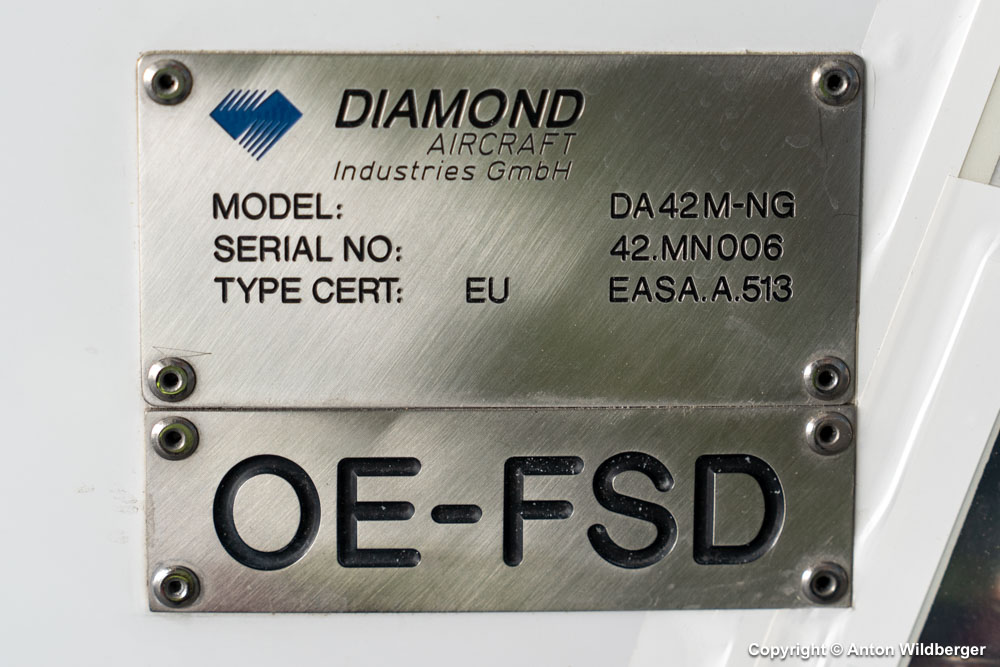 DIAMOND
AIRCRAFT
Industries GmbH
MODEL: DA42M-NG
SERIAL NO: 42.MN006
TYPE CERT: EU EASA.A.513
OE-FSD
Copyright © Anton Wildberger